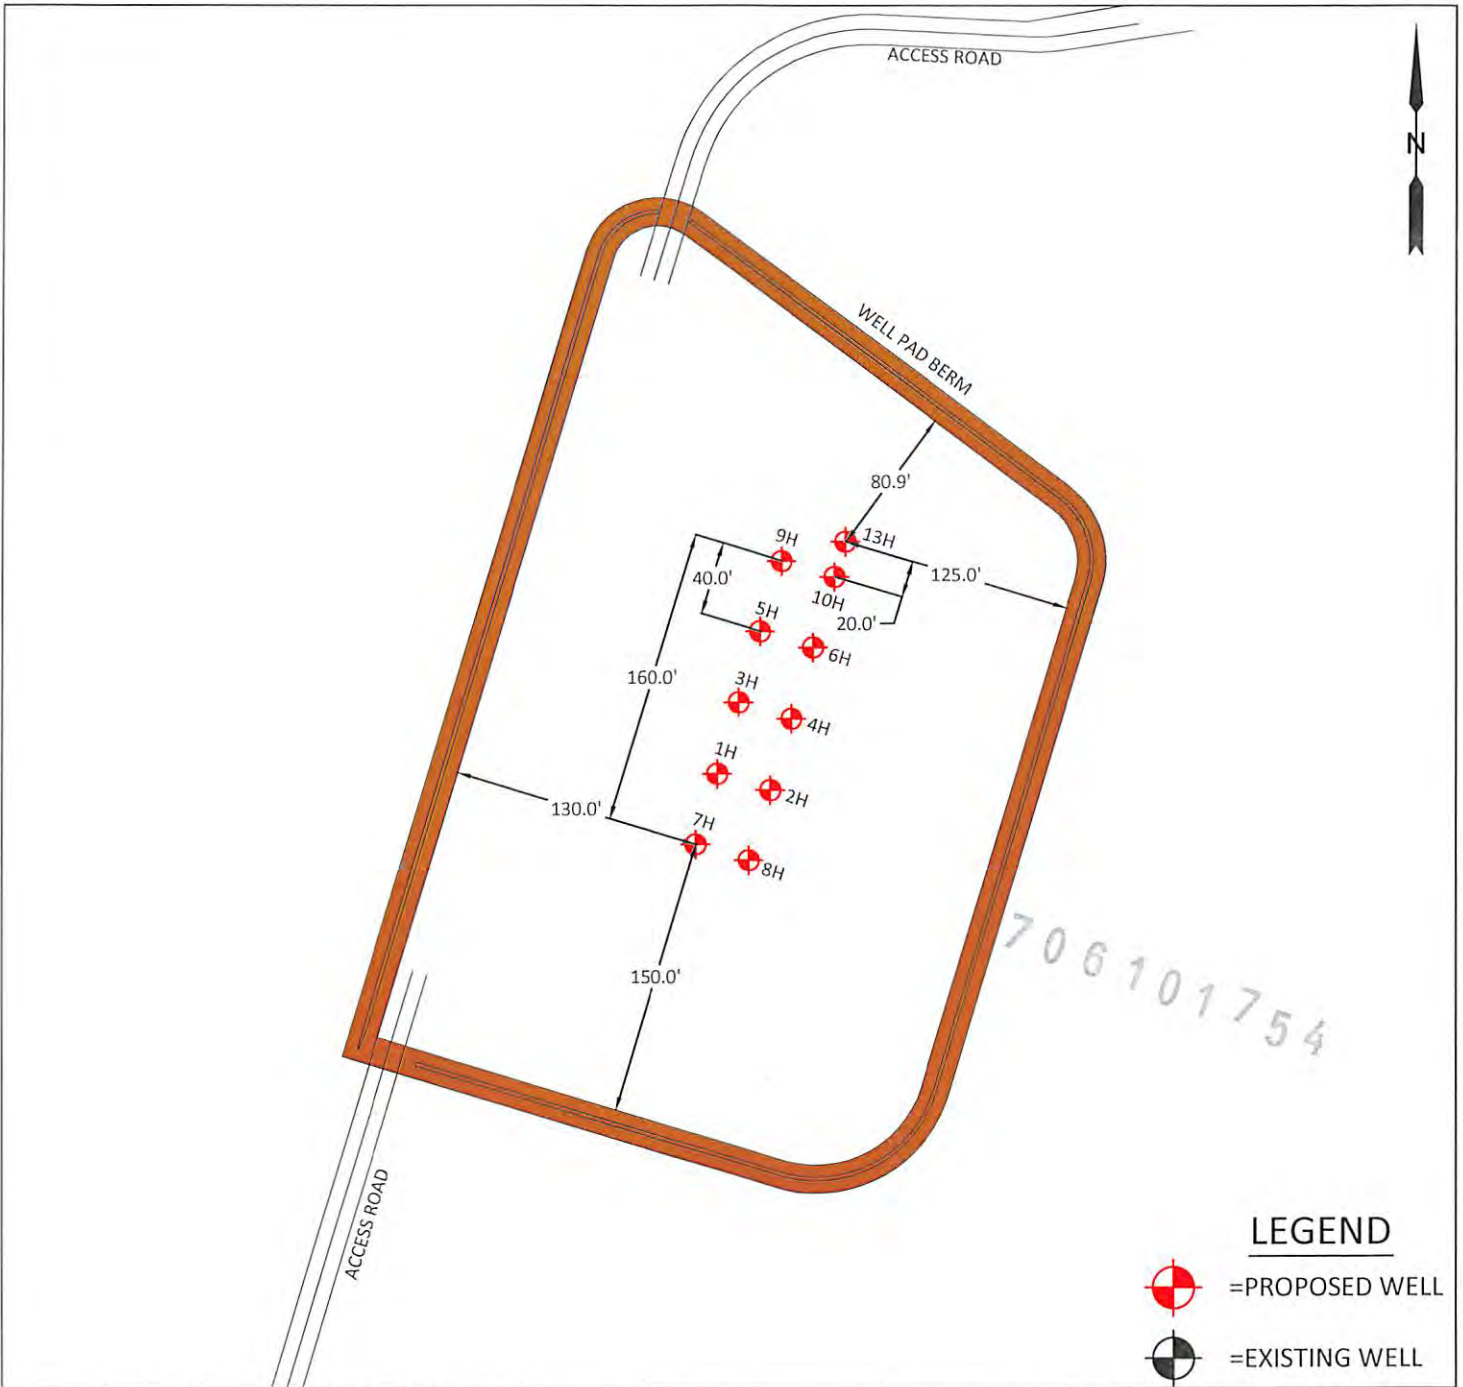 ACCESS ROAD
N
WELL PAD BERM
80.9'
13H
9H
125.0'
40.0'
10H
5H
20.0'
6H
3H
160.0'
4H
1H
2H
130.0'
7H
8H
706101754
150.0'
ACCESS ROAD
LEGEND
=PROPOSED WELL
=EXISTING WELL